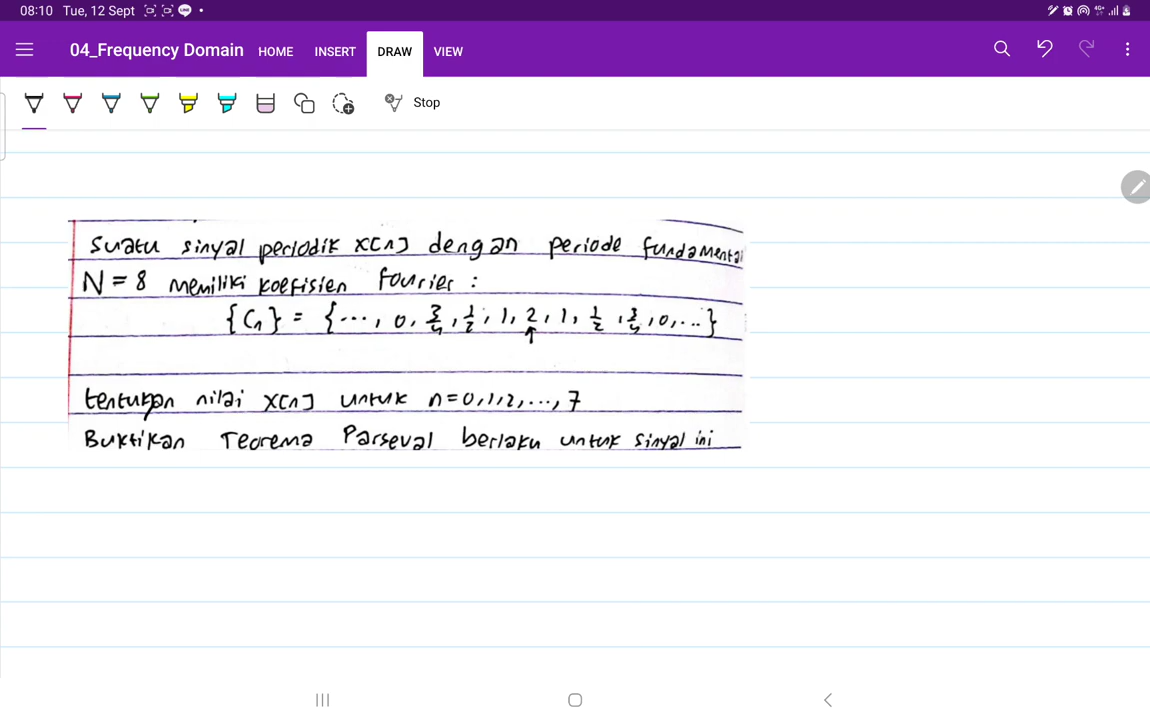 08:10 Tue, 12 Sept
04_Frequency Domain HOME INSERT DRAW VIEW
Stop
Suatu sinyal periodik x[n] dengan periode fundamental
N = 8 memiliki koefisien fourier :
{Cn} = {..., 0, 3/4, 1/2, 1, 2, 1, 1/2, 3/4, 0, ...}
↑
tentukan nilai x[n] untuk n=0,1,2,...,7
Buktikan Teorema Parseval berlaku untuk sinyal ini